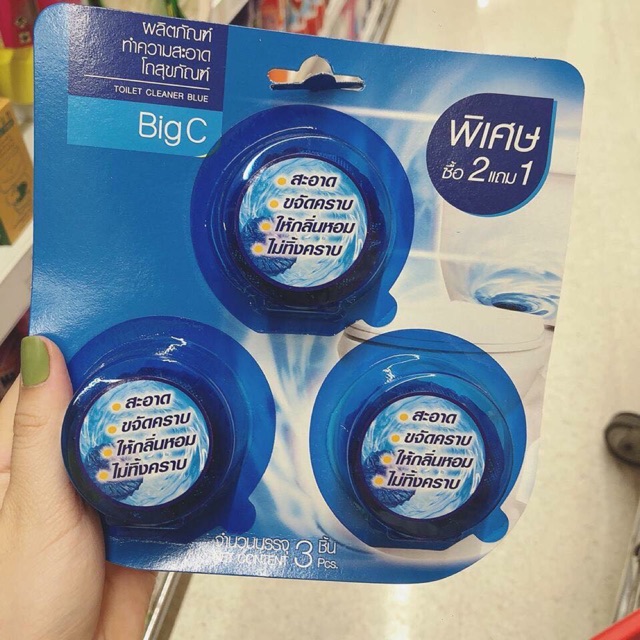 ผลิตภัณฑ์
ทำความสะอาด
โถสุขภัณฑ์
TOILET CLEANER BLUE
Big C
พิเศษ
ซื้อ 2 แถม 1
สะอาด
ขจัดคราบ
ให้กลิ่นหอม
ไม่ทิ้งคราบ
สะอาด
ขจัดคราบ
ให้กลิ่นหอม
ไม่ทิ้งคราบ
สะอาด
ขจัดคราบ
ให้กลิ่นหอม
ไม่ทิ้งคราบ
จำนวนบรรจุ 3 ชิ้น
CONTENT Pcs.